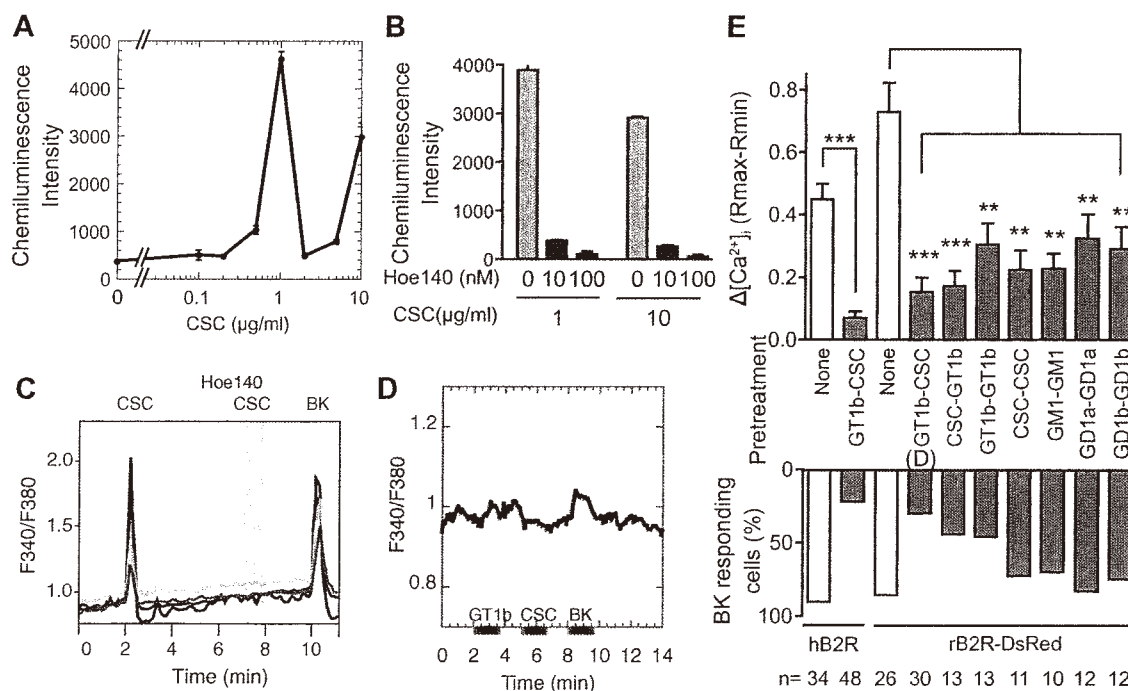 A
5000
4000
3000
2000
1000
0
Chemiluminescence
Intensity
0 0.1 1 10
CSC (µg/ml)
B
4000
3000
2000
1000
0
Chemiluminescence
Intensity
Hoe140 (nM) 0 10 100 0 10 100
CSC(µg/ml) 1 10
C
Hoe140
CSC CSC BK
2.0
1.5
1.0
F340/F380
0 2 4 6 8 10
Time (min)
D
1.2
1
0.8
F340/F380
GT1b CSC BK
0 2 4 6 8 10 12 14
Time (min)
E
0.8
0.6
0.4
0.2
0.0
Δ[Ca²⁺]ᵢ, (Rmax-Rmin)
*** *** *** ** ** ** ** **
Pretreatment
None
GT1b-CSC
None
GT1b-CSC
(D)
CSC-GT1b
GT1b-GT1b
CSC-CSC
GM1-GM1
GD1a-GD1a
GD1b-GD1b
0
50
100
BK responding
cells (%)
hB2R rB2R-DsRed
n= 34 48 26 30 13 13 11 10 12 12